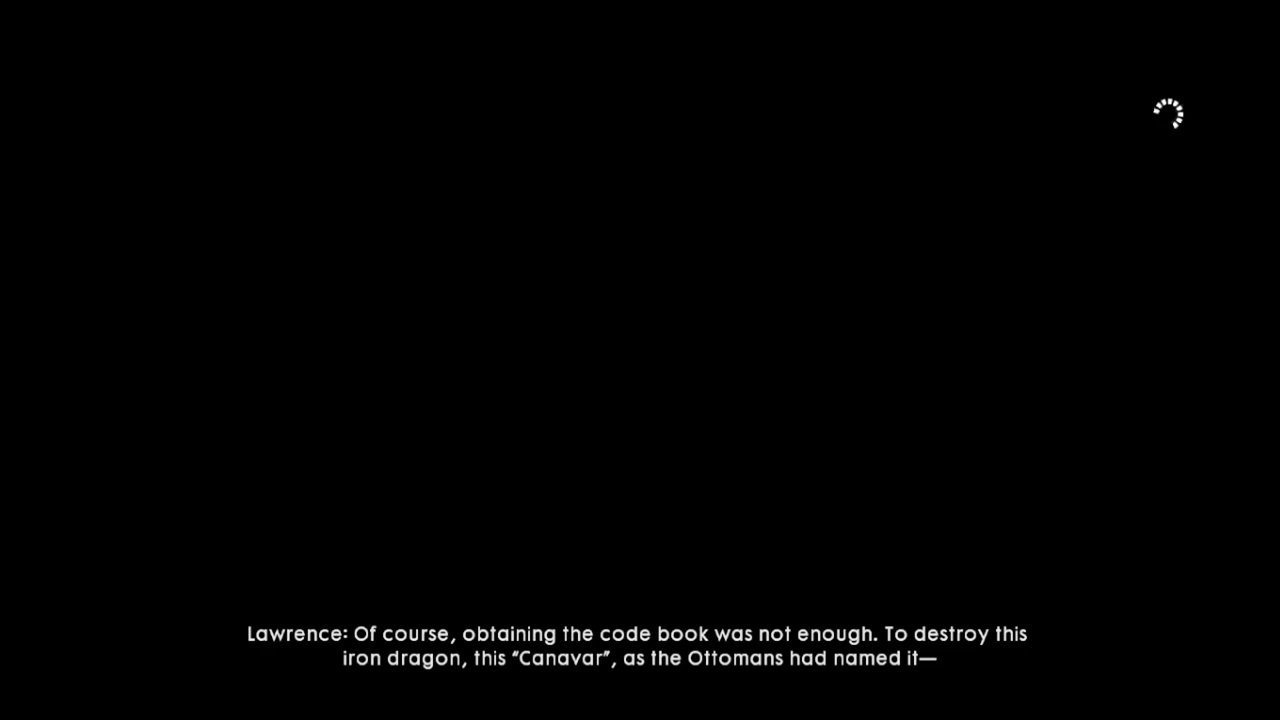 Lawrence: Of course, obtaining the code book was not enough. To destroy this
iron dragon, this “Canavar”, as the Ottomans had named it—